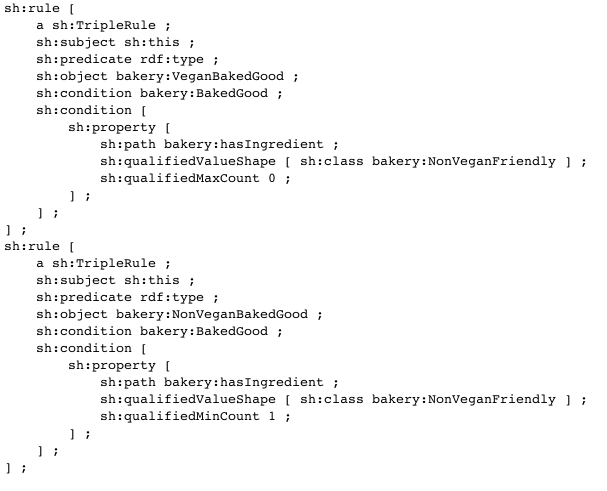 sh:rule [
    a sh:TripleRule ;
    sh:subject sh:this ;
    sh:predicate rdf:type ;
    sh:object bakery:VeganBakedGood ;
    sh:condition bakery:BakedGood ;
    sh:condition [
        sh:property [
            sh:path bakery:hasIngredient ;
            sh:qualifiedValueShape [ sh:class bakery:NonVeganFriendly ] ;
            sh:qualifiedMaxCount 0 ;
        ] ;
    ] ;
] ;
sh:rule [
    a sh:TripleRule ;
    sh:subject sh:this ;
    sh:predicate rdf:type ;
    sh:object bakery:NonVeganBakedGood ;
    sh:condition bakery:BakedGood ;
    sh:condition [
        sh:property [
            sh:path bakery:hasIngredient ;
            sh:qualifiedValueShape [ sh:class bakery:NonVeganFriendly ] ;
            sh:qualifiedMinCount 1 ;
        ] ;
    ] ;
] ;